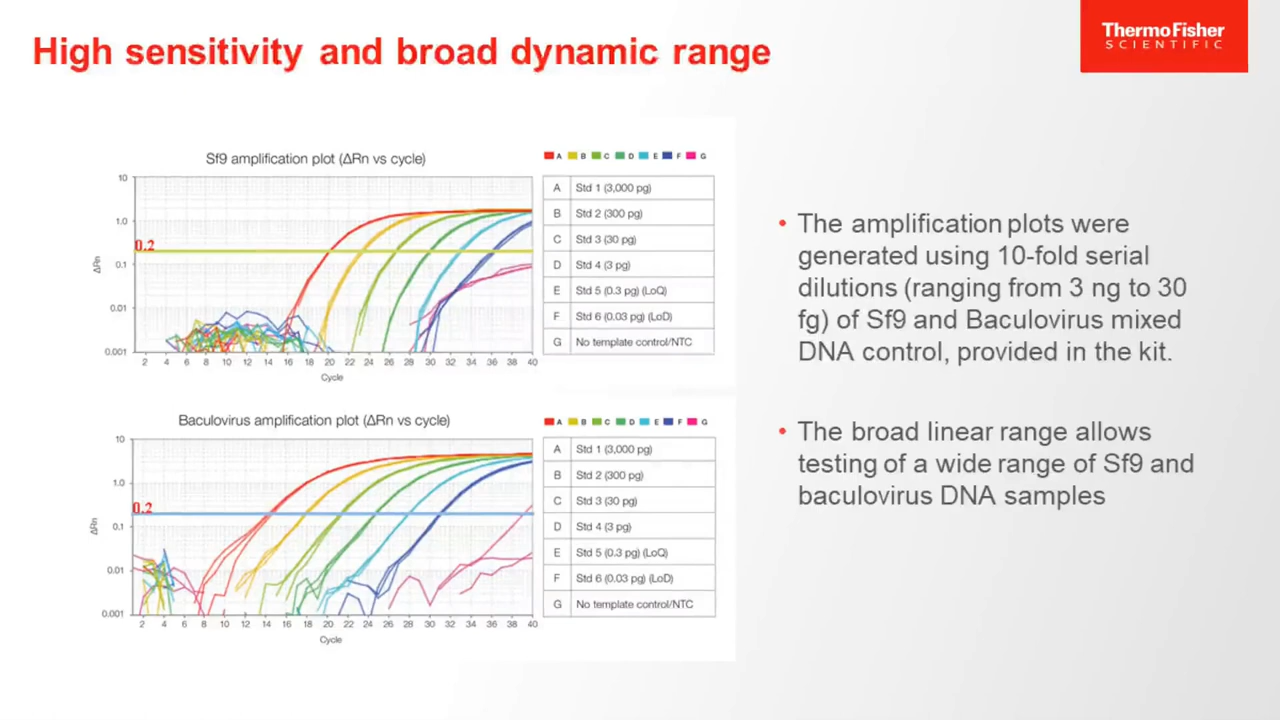 High sensitivity and broad dynamic range
ThermoFisher
SCIENTIFIC
Sf9 amplification plot (ΔRn vs cycle)
A B C D E F G
10
1.0
0.2
0.1
0.01
0.001
ΔRn
2 4 6 8 10 12 14 16 18 20 22 24 26 28 30 32 34 36 38 40
Cycle
A Std 1 (3,000 pg)
B Std 2 (300 pg)
C Std 3 (30 pg)
D Std 4 (3 pg)
E Std 5 (0.3 pg) (LoQ)
F Std 6 (0.03 pg) (LoD)
G No template control/NTC
Baculovirus amplification plot (ΔRn vs cycle)
A B C D E F G
10
1.0
0.2
0.1
0.01
0.001
ΔRn
2 4 6 8 10 12 14 16 18 20 22 24 26 28 30 32 34 36 38 40
Cycle
A Std 1 (3,000 pg)
B Std 2 (300 pg)
C Std 3 (30 pg)
D Std 4 (3 pg)
E Std 5 (0.3 pg) (LoQ)
F Std 6 (0.03 pg) (LoD)
G No template control/NTC
• The amplification plots were
generated using 10-fold serial
dilutions (ranging from 3 ng to 30
fg) of Sf9 and Baculovirus mixed
DNA control, provided in the kit.
• The broad linear range allows
testing of a wide range of Sf9 and
baculovirus DNA samples